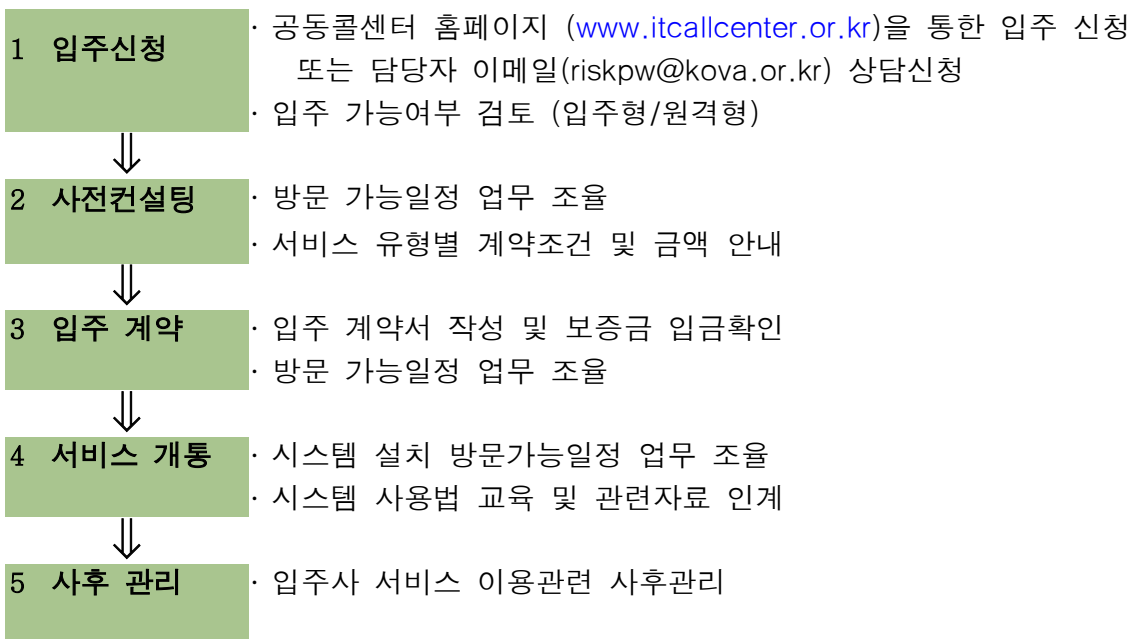 1 입주신청
· 공동콜센터 홈페이지 (www.itcallcenter.or.kr)을 통한 입주 신청
또는 담당자 이메일(riskpw@kova.or.kr) 상담신청
· 입주 가능여부 검토 (입주형/원격형)
⇓
2 사전컨설팅
· 방문 가능일정 업무 조율
· 서비스 유형별 계약조건 및 금액 안내
⇓
3 입주 계약
· 입주 계약서 작성 및 보증금 입금확인
· 방문 가능일정 업무 조율
⇓
4 서비스 개통
· 시스템 설치 방문가능일정 업무 조율
· 시스템 사용법 교육 및 관련자료 인계
⇓
5 사후 관리
· 입주사 서비스 이용관련 사후관리